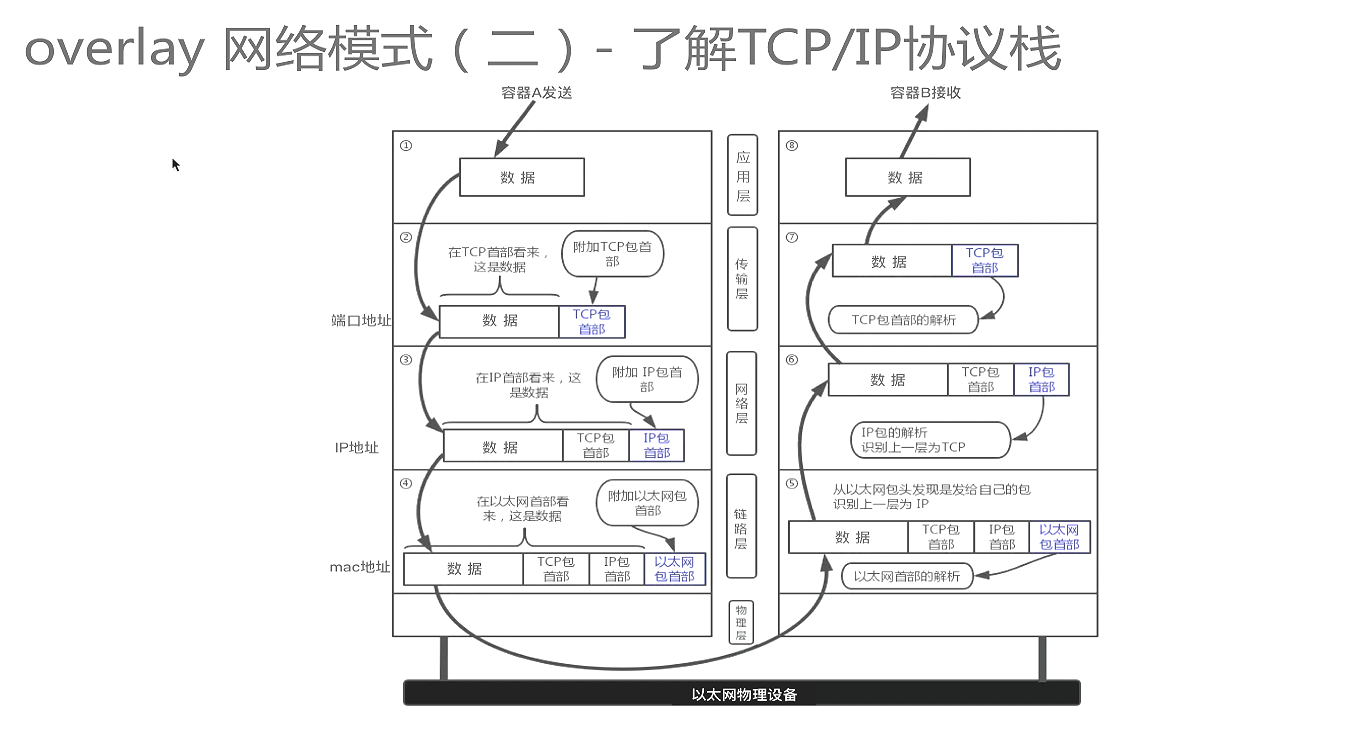 overlay 网络模式（二）- 了解TCP/IP协议栈
容器A发送
容器B接收
①
数 据
应
用
层
⑧
数 据
②
在TCP首部看来，
这是数据
附加TCP包首
部
端口地址
数 据
TCP包
首部
传
输
层
⑦
数 据
TCP包
首部
TCP包首部的解析
③
在IP首部看来，这
是数据
附加 IP包首
部
IP地址
数 据
TCP包
首部
IP包
首部
网
络
层
⑥
数 据
TCP包
首部
IP包
首部
IP包的解析
识别上一层为TCP
④
在以太网首部看
来，这是数据
附加以太网包
首部
mac地址
数 据
TCP包
首部
IP包
首部
以太网
包首部
链
路
层
⑤
从以太网包头发现是发给自己的包
识别上一层为 IP
数 据
TCP包
首部
IP包
首部
以太网
包首部
以太网首部的解析
物
理
层
以太网物理设备